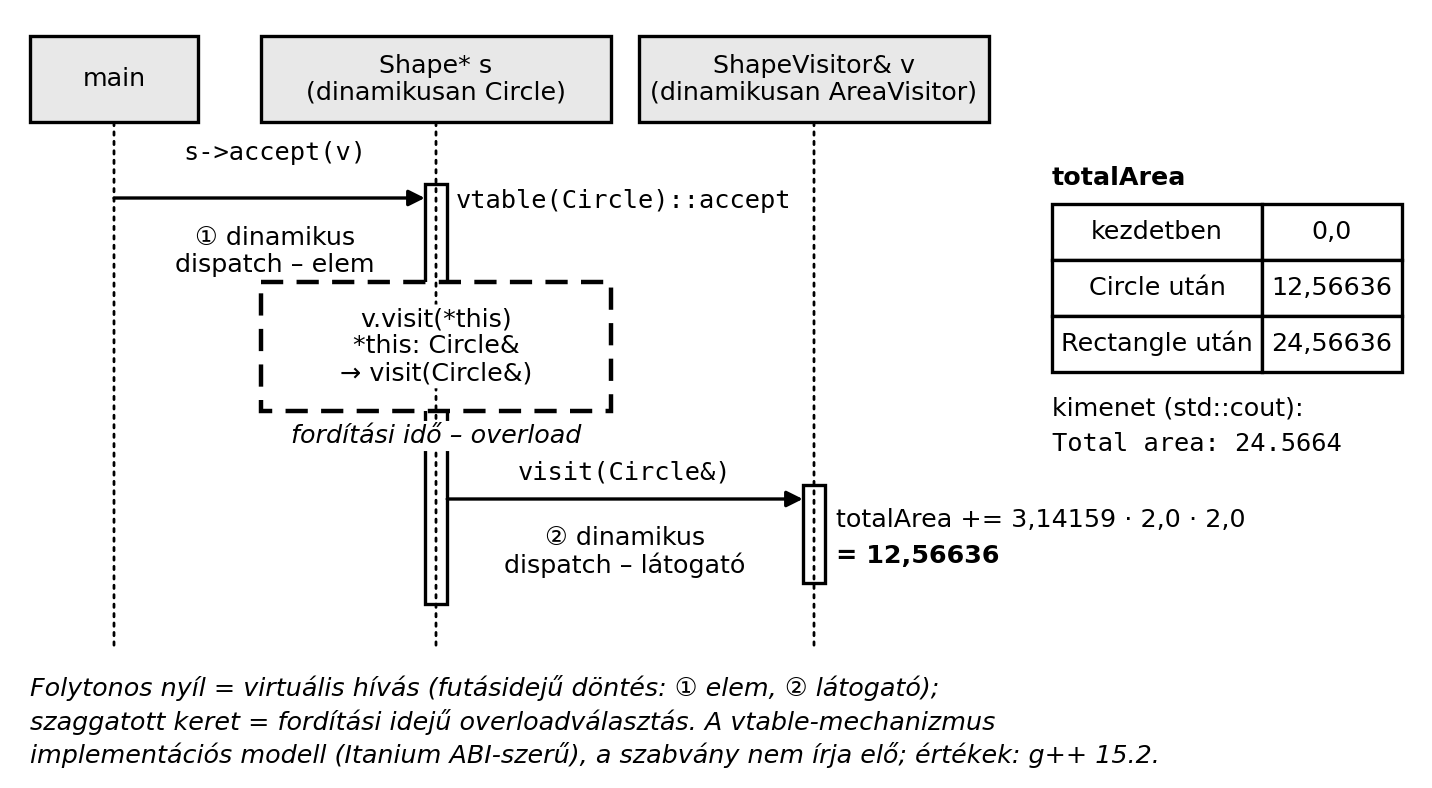 main
Shape* s
(dinamikusan Circle)
ShapeVisitor& v
(dinamikusan AreaVisitor)
s->accept(v)
vtable(Circle)::accept
① dinamikus
dispatch – elem
v.visit(*this)
*this: Circle&
→ visit(Circle&)
fordítási idő – overload
visit(Circle&)
② dinamikus
dispatch – látogató
totalArea += 3,14159 · 2,0 · 2,0
= 12,56636
totalArea
kezdetben 0,0
Circle után 12,56636
Rectangle után 24,56636
kimenet (std::cout):
Total area: 24.5664
Folytonos nyíl = virtuális hívás (futásidejű döntés: ① elem, ② látogató);
szaggatott keret = fordítási idejű overloadválasztás. A vtable-mechanizmus
implementációs modell (Itanium ABI-szerű), a szabvány nem írja elő; értékek: g++ 15.2.